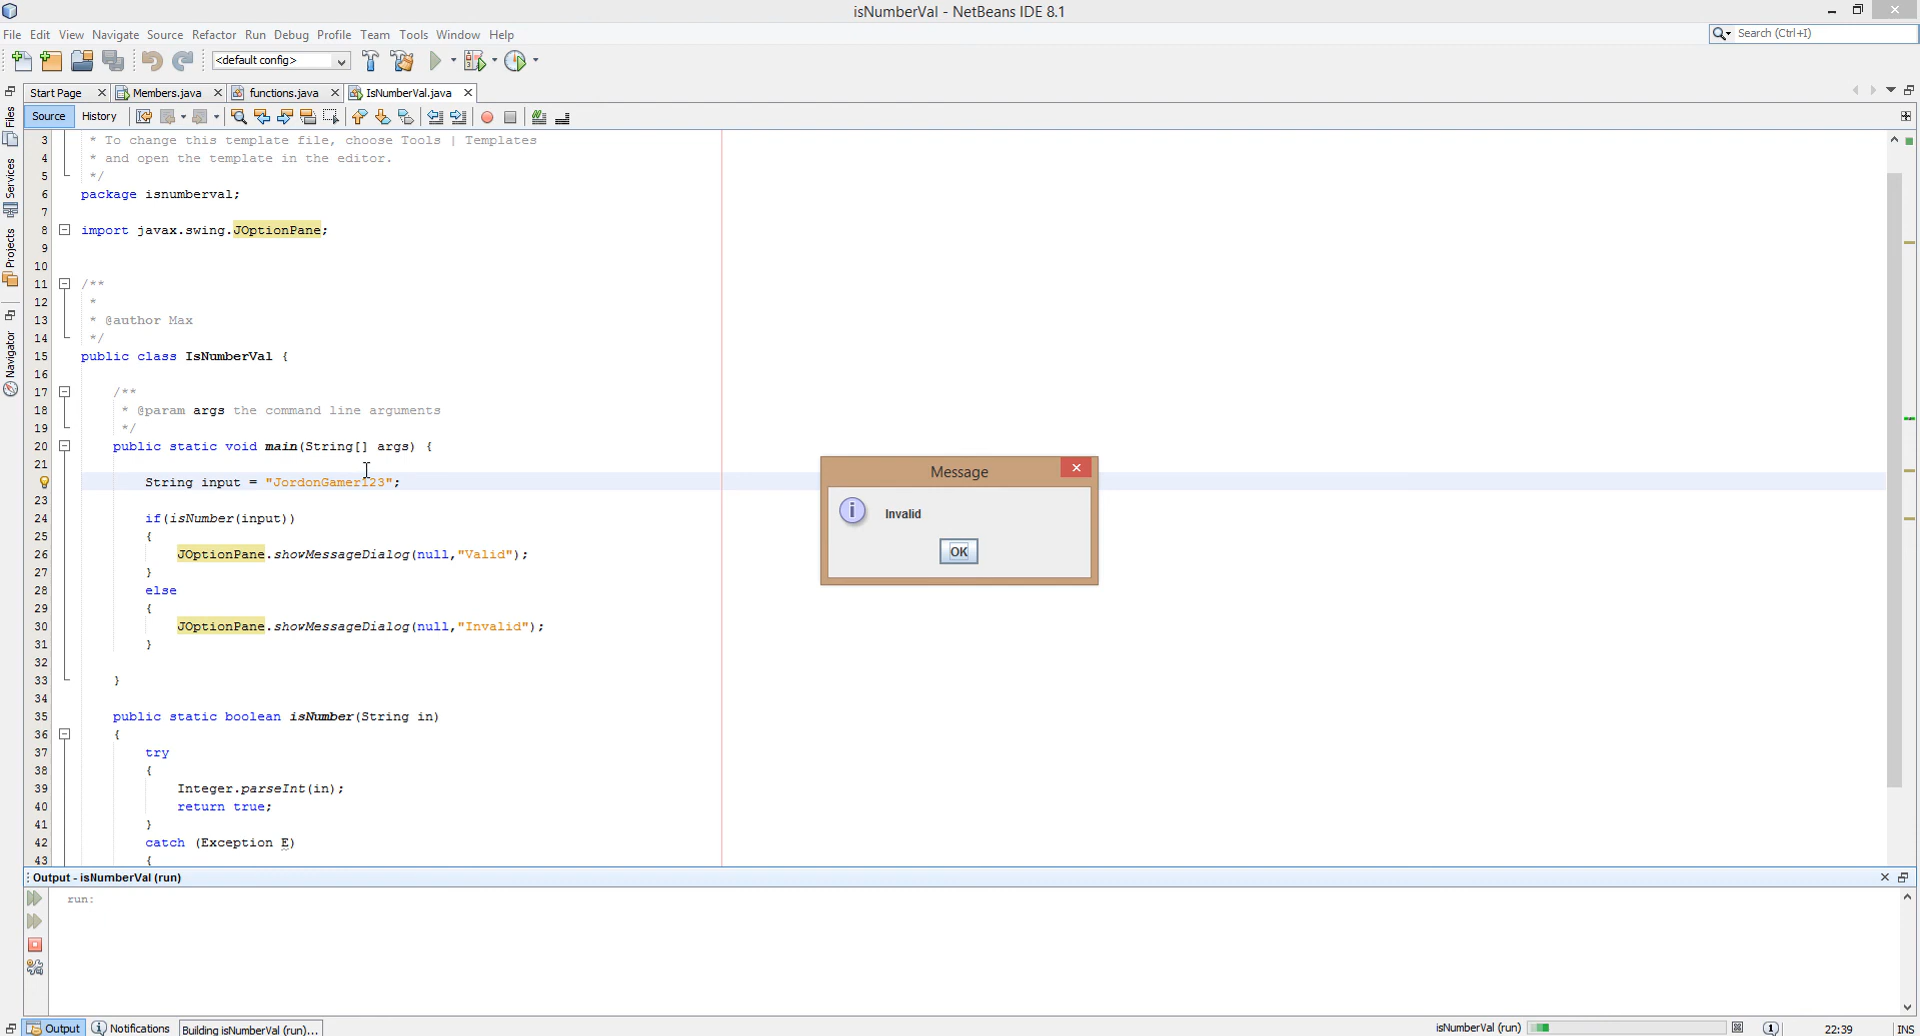 isNumberVal - NetBeans IDE 8.1
File Edit View Navigate Source Refactor Run Debug Profile Team Tools Window Help
Search (Ctrl+I)
<default config>
Start Page Members.java functions.java IsNumberVal.java
Source History
Files
Services
Projects
Navigator
3 * To change this template file, choose Tools | Templates
4 * and open the template in the editor.
5 */
6 package isnumberval;
7
8 import javax.swing.JOptionPane;
9
10
11 /**
12 *
13 * @author Max
14 */
15 public class IsNumberVal {
16
17 /**
18 * @param args the command line arguments
19 */
20 public static void main(String[] args) {
21
String input = "JordonGamer123";
23
24 if(isNumber(input))
25 {
26 JOptionPane.showMessageDialog(null,"Valid");
27 }
28 else
29 {
30 JOptionPane.showMessageDialog(null,"Invalid");
31 }
32
33 }
34
35 public static boolean isNumber(String in)
36 {
37 try
38 {
39 Integer.parseInt(in);
40 return true;
41 }
42 catch (Exception E)
43 {
Message
Invalid
OK
Output - isNumberVal (run)
run:
Output Notifications Building isNumberVal (run)...
isNumberVal (run) 1 22:39 INS